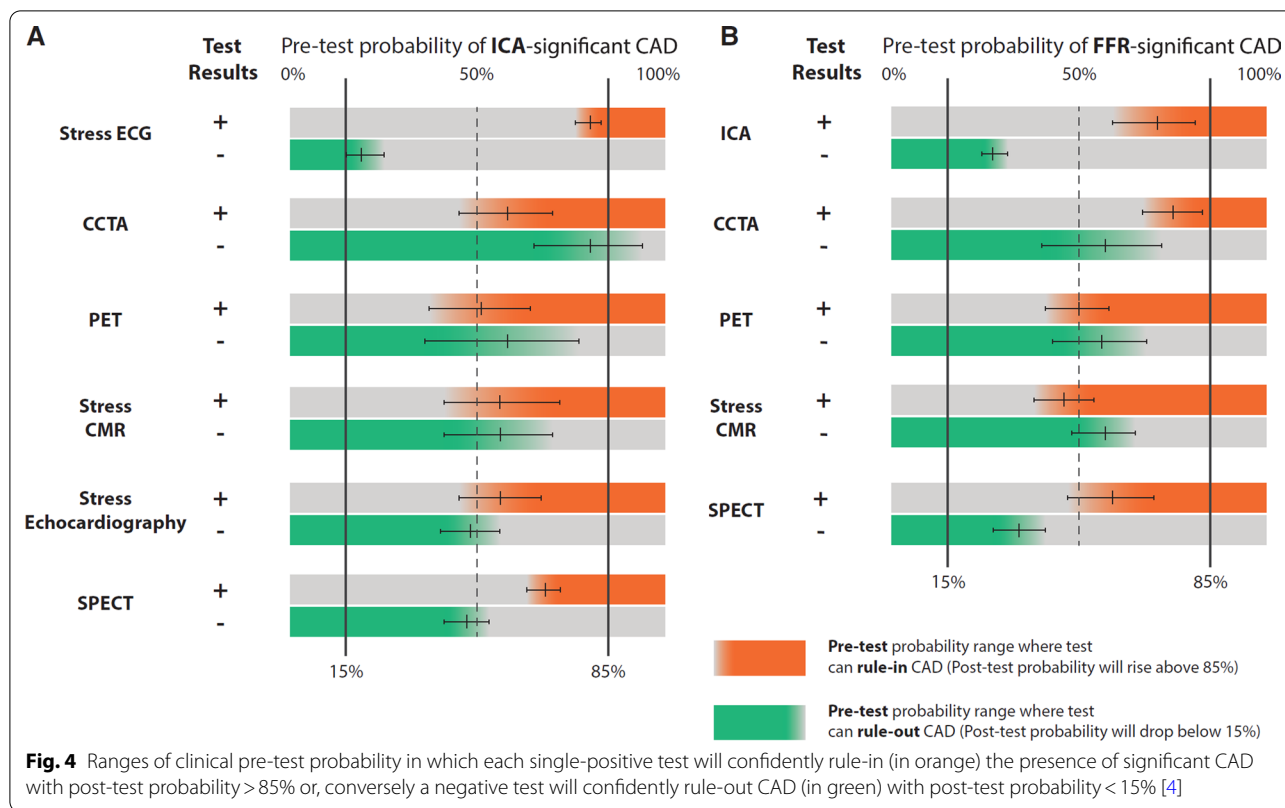 A
Test
Results
Pre-test probability of ICA-significant CAD
0%
50%
100%
Stress ECG
+
-
CCTA
+
-
PET
+
-
Stress
CMR
+
-
Stress
Echocardiography
+
-
SPECT
+
-
15%
85%
B
Test
Results
Pre-test probability of FFR-significant CAD
0%
50%
100%
ICA
+
-
CCTA
+
-
PET
+
-
Stress
CMR
+
-
SPECT
+
-
15%
85%
Pre-test probability range where test
can rule-in CAD (Post-test probability will rise above 85%)
Pre-test probability range where test
can rule-out CAD (Post-test probability will drop below 15%)
Fig. 4 Ranges of clinical pre-test probability in which each single-positive test will confidently rule-in (in orange) the presence of significant CAD
with post-test probability > 85% or, conversely a negative test will confidently rule-out CAD (in green) with post-test probability < 15% [4]